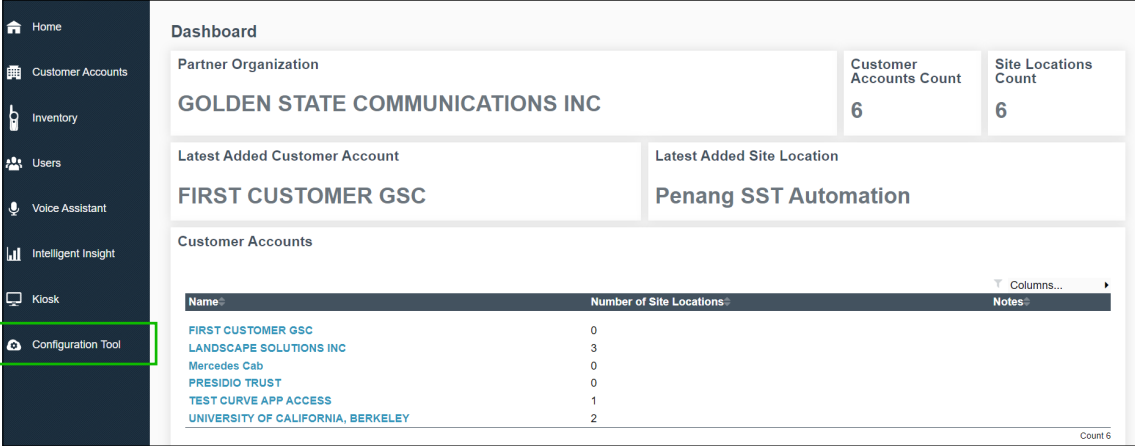 Home
Customer Accounts
Inventory
Users
Voice Assistant
Intelligent Insight
Kiosk
Configuration Tool
Dashboard
Partner Organization
GOLDEN STATE COMMUNICATIONS INC
Customer
Accounts Count
6
Site Locations
Count
6
Latest Added Customer Account
FIRST CUSTOMER GSC
Latest Added Site Location
Penang SST Automation
Customer Accounts
Columns...
Name Number of Site Locations Notes
FIRST CUSTOMER GSC 0
LANDSCAPE SOLUTIONS INC 3
Mercedes Cab 0
PRESIDIO TRUST 0
TEST CURVE APP ACCESS 1
UNIVERSITY OF CALIFORNIA, BERKELEY 2
Count 6